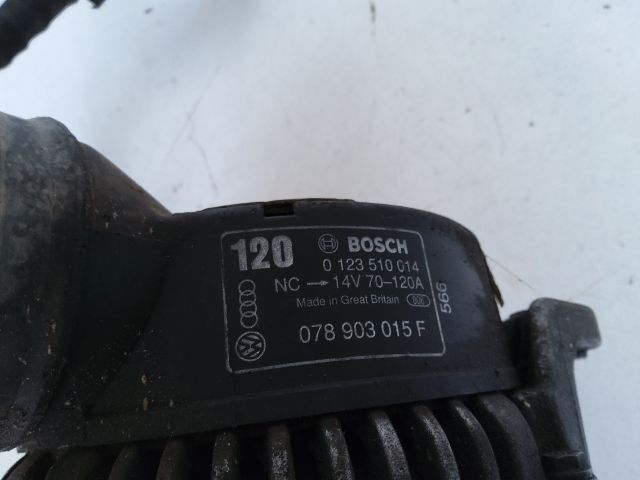 120 BOSCH
0 123 510 014
NC → 14V 70-120A
Made in Great Britain
078 903 015 F
566